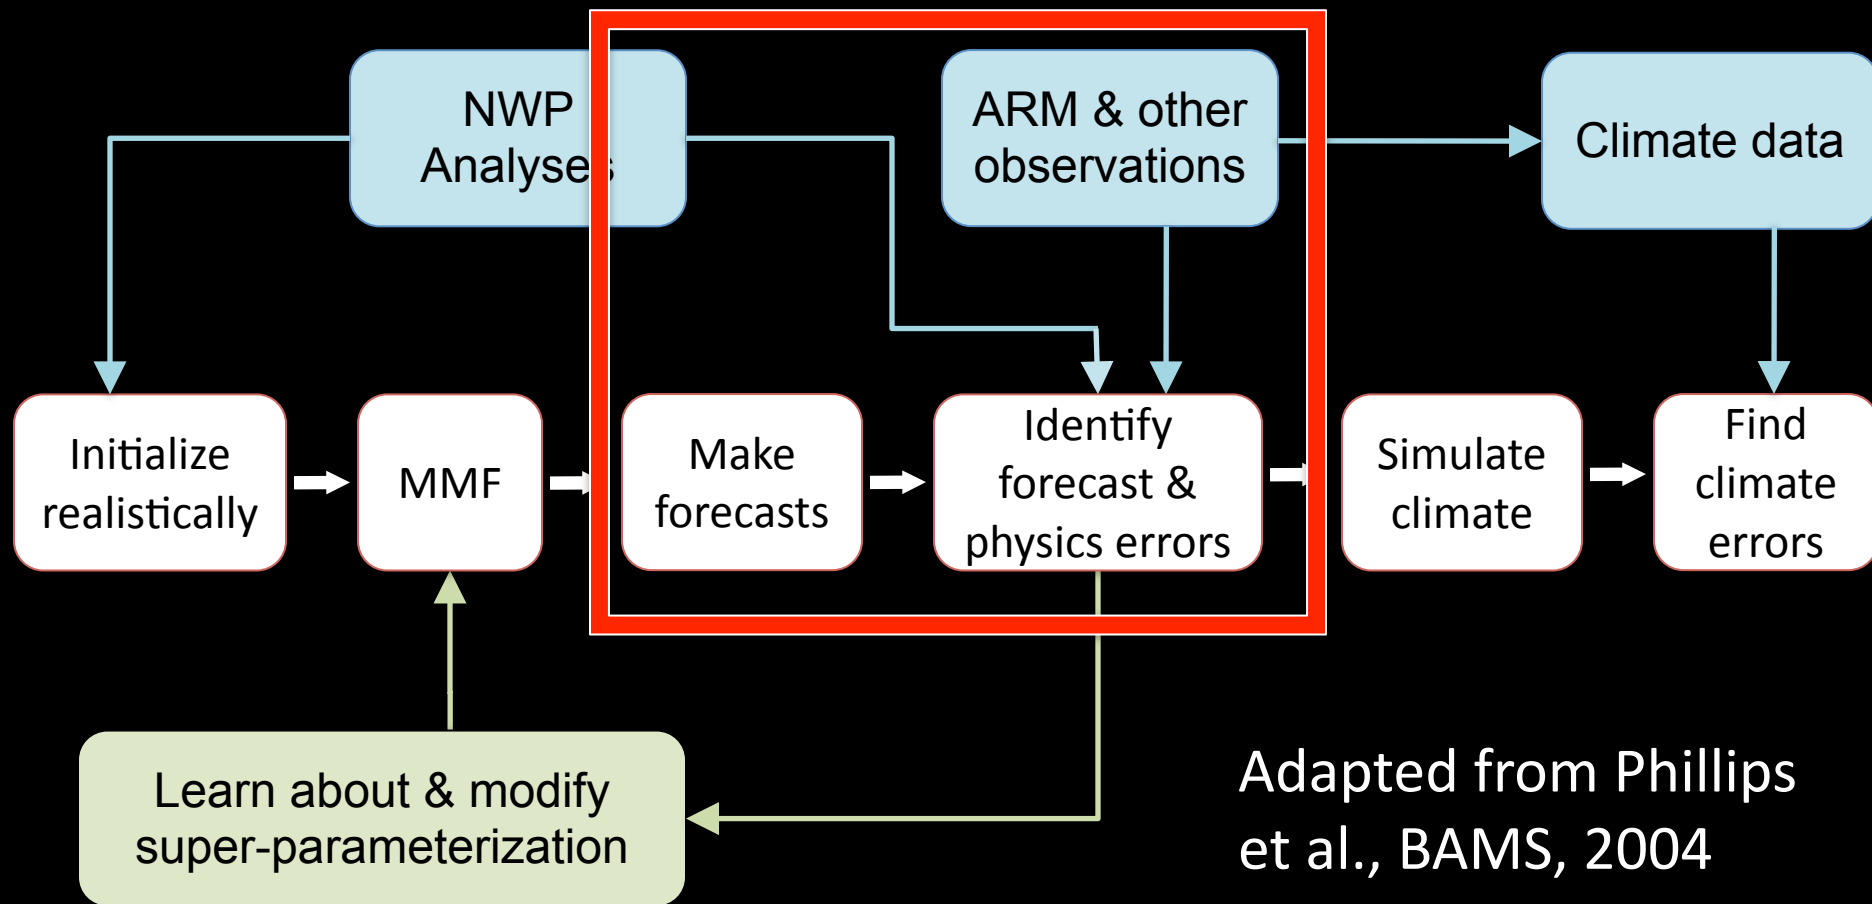 NWP
Analyses
ARM & other
observations
Climate data
Initialize
realistically
MMF
Make
forecasts
Identify
forecast &
physics errors
Simulate
climate
Find
climate
errors
Learn about & modify
super-parameterization
Adapted from Phillips
et al., BAMS, 2004